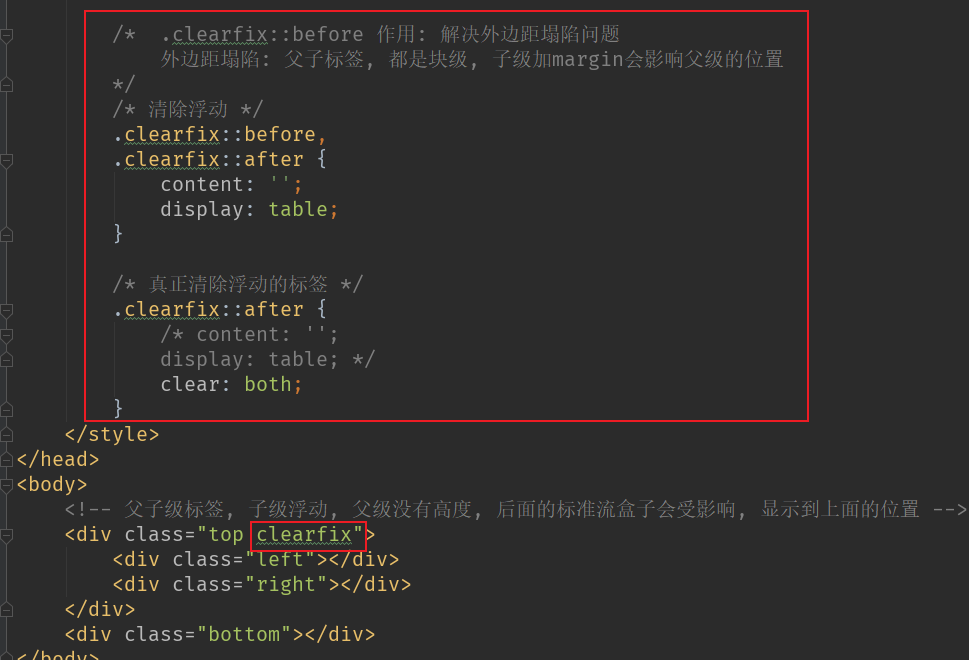 /*  .clearfix::before 作用: 解决外边距塌陷问题
外边距塌陷: 父子标签, 都是块级, 子级加margin会影响父级的位置
*/
/* 清除浮动 */
.clearfix::before,
.clearfix::after {
content: '';
display: table;
}
/* 真正清除浮动的标签 */
.clearfix::after {
/* content: '';
display: table; */
clear: both;
}
</style>
</head>
<body>
<!-- 父子级标签, 子级浮动, 父级没有高度, 后面的标准流盒子会受影响, 显示到上面的位置 -->
<div class="top clearfix">
<div class="left"></div>
<div class="right"></div>
</div>
<div class="bottom"></div>
</body>